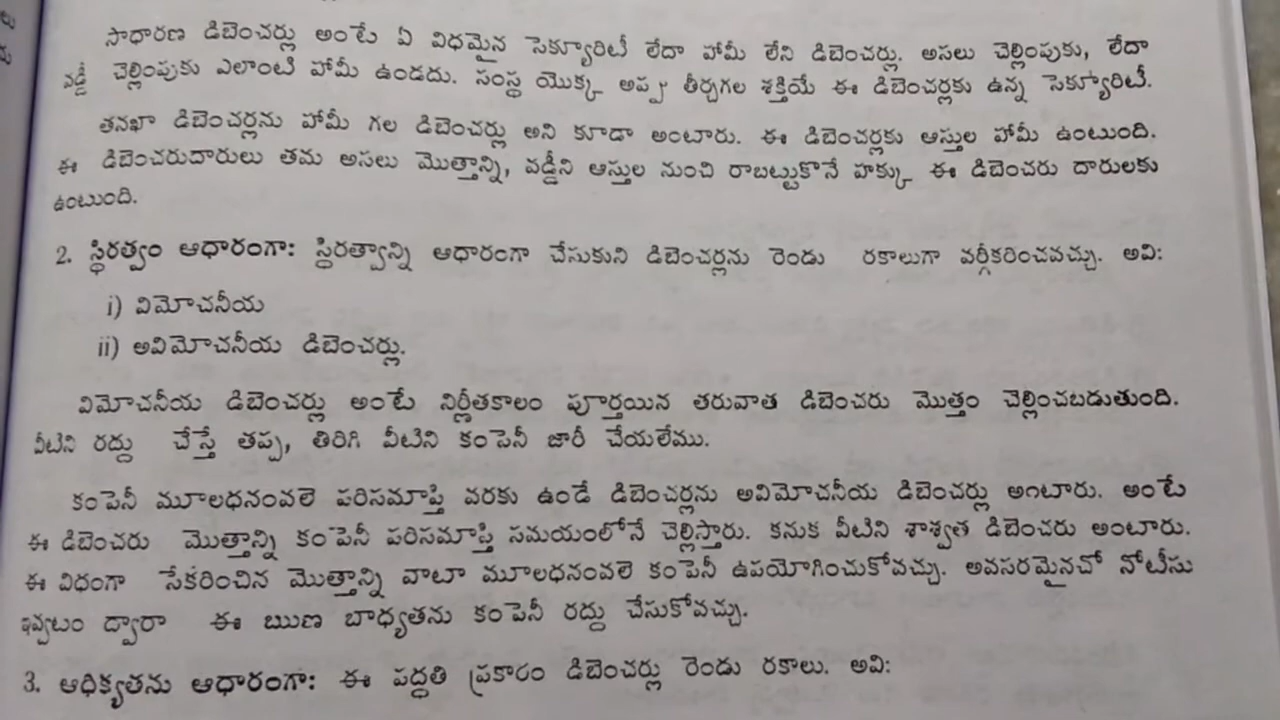 సాధారణ డిబెంచర్లు అంటే ఏ విధమైన సెక్యూరిటీ లేదా హామీ లేని డిబెంచర్లు. అసలు చెల్లింపుకు, లేదా
వడ్డీ చెల్లింపుకు ఎలాంటి హామీ ఉండదు. సంస్థ యొక్క అప్పు తీర్చగల శక్తియే ఈ డిబెంచర్లకు ఉన్న సెక్యూరిటీ.
తనఖా డిబెంచర్లను హామీ గల డిబెంచర్లు అని కూడా అంటారు. ఈ డిబెంచర్లకు ఆస్తుల హామీ ఉంటుంది.
ఈ డిబెంచరుదారులు తమ అసలు మొత్తాన్ని, వడ్డీని ఆస్తుల నుంచి రాబట్టుకొనే హక్కు ఈ డిబెంచరు దారులకు
ఉంటుంది.
2. స్థిరత్వం ఆధారంగా: స్థిరత్వాన్ని ఆధారంగా చేసుకుని డిబెంచర్లను రెండు రకాలుగా వర్గీకరించవచ్చు. అవి:
i) విమోచనీయ
ii) అవిమోచనీయ డిబెంచర్లు.
విమోచనీయ డిబెంచర్లు అంటే నిర్ణీతకాలం పూర్తయిన తరువాత డిబెంచరు మొత్తం చెల్లించబడుతుంది.
వీటిని రద్దు చేస్తే తప్ప, తిరిగి వీటిని కంపెనీ జారీ చేయలేము.
కంపెనీ మూలధనంవలె పరిసమాప్తి వరకు ఉండే డిబెంచర్లను అవిమోచనీయ డిబెంచర్లు అంటారు. అంటే
ఈ డిబెంచరు మొత్తాన్ని కంపెనీ పరిసమాప్తి సమయంలోనే చెల్లిస్తారు. కనుక వీటిని శాశ్వత డిబెంచరు అంటారు.
ఈ విధంగా సేకరించిన మొత్తాన్ని వాటా మూలధనంవలె కంపెనీ ఉపయోగించుకోవచ్చు. అవసరమైనచో నోటీసు
ఇవ్వటం ద్వారా ఈ ఋణ బాధ్యతను కంపెనీ రద్దు చేసుకోవచ్చు.
3. ఆధిక్యతను ఆధారంగా: ఈ పద్ధతి ప్రకారం డిబెంచర్లు రెండు రకాలు. అవి: